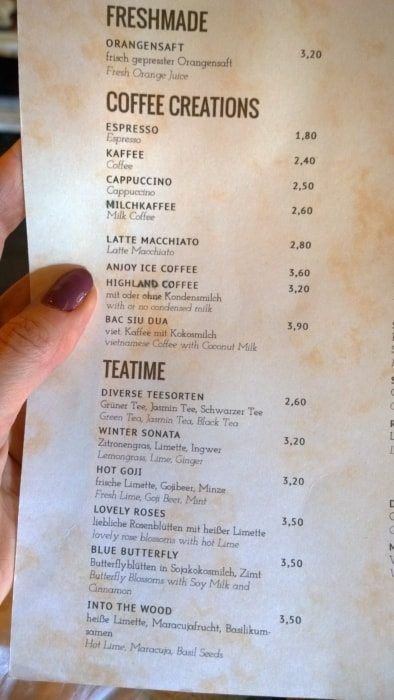 FRESHMADE
ORANGENSAFT 3,20
frisch gepresster Orangensaft
Fresh Orange Juice
COFFEE CREATIONS
ESPRESSO 1,80
Espresso
KAFFEE 2,40
Coffee
CAPPUCCINO 2,50
Cappuccino
MILCHKAFFEE 2,60
Milk Coffee
LATTE MACCHIATO 2,80
Latte Macchiato
ANJOY ICE COFFEE 3,60
HIGHLAND COFFEE 3,20
mit oder ohne Kondensmilch
with or no condensed milk
BAC SIU DUA 3,90
viet. Kaffee mit Kokosmilch
vietnamese Coffee with Coconut Milk
TEATIME
DIVERSE TEESORTEN 2,60
Grüner Tee, Jasmin Tee, Schwarzer Tee
Green Tea, Jasmin Tea, Black Tea
WINTER SONATA 3,20
Zitronengras, Limette, Ingwer
Lemongrass, Lime, Ginger
HOT GOJI 3,20
frische Limette, Gojibeer, Minze
Fresh Lime, Goji Beer, Mint
LOVELY ROSES 3,50
liebliche Rosenblütten mit heißer Limette
lovely rose blossoms with hot Lime
BLUE BUTTERFLY 3,50
Butterflyblütten in Sojakokosmilch, Zimt
Butterfly Blossoms with Soy Milk and
Cinnamon
INTO THE WOOD 3,50
heiße Limette, Maracujafrucht, Basilikum-
samen
Hot Lime, Maracuja, Basil Seeds